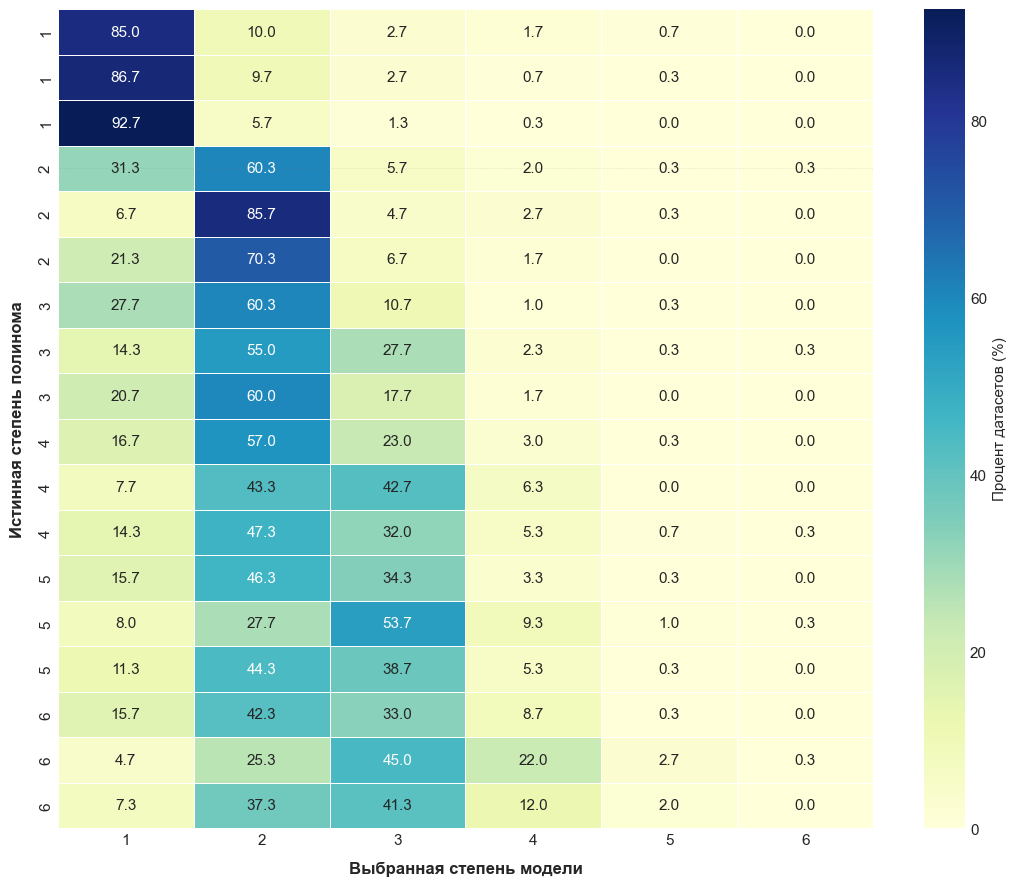 1 85.0 10.0 2.7 1.7 0.7 0.0
1 86.7 9.7 2.7 0.7 0.3 0.0
1 92.7 5.7 1.3 0.3 0.0 0.0
2 31.3 60.3 5.7 2.0 0.3 0.3
2 6.7 85.7 4.7 2.7 0.3 0.0
2 21.3 70.3 6.7 1.7 0.0 0.0
3 27.7 60.3 10.7 1.0 0.3 0.0
3 14.3 55.0 27.7 2.3 0.3 0.3
3 20.7 60.0 17.7 1.7 0.0 0.0
4 16.7 57.0 23.0 3.0 0.3 0.0
4 7.7 43.3 42.7 6.3 0.0 0.0
4 14.3 47.3 32.0 5.3 0.7 0.3
5 15.7 46.3 34.3 3.3 0.3 0.0
5 8.0 27.7 53.7 9.3 1.0 0.3
5 11.3 44.3 38.7 5.3 0.3 0.0
6 15.7 42.3 33.0 8.7 0.3 0.0
6 4.7 25.3 45.0 22.0 2.7 0.3
6 7.3 37.3 41.3 12.0 2.0 0.0
1 2 3 4 5 6
Выбранная степень модели
Истинная степень полинома
80
60
40
20
0
Процент датасетов (%)